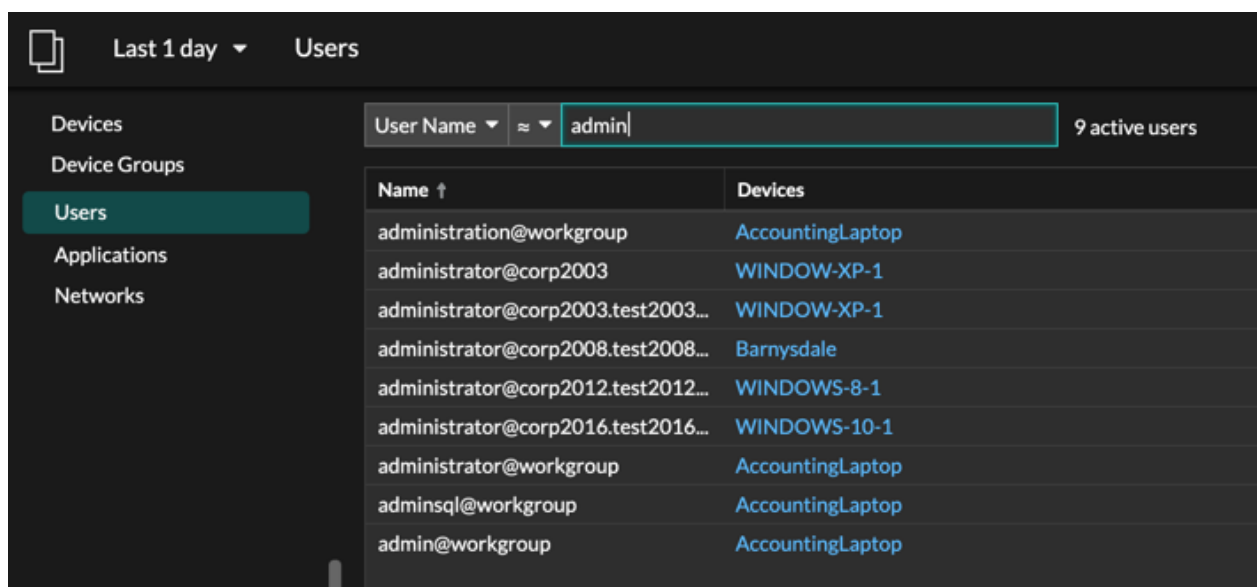 Last 1 day Users
Devices
Device Groups
Users
Applications
Networks
User Name ≈ admin 9 active users
Name ↑ Devices
administration@workgroup AccountingLaptop
administrator@corp2003 WINDOW-XP-1
administrator@corp2003.test2003... WINDOW-XP-1
administrator@corp2008.test2008... Barnysdale
administrator@corp2012.test2012... WINDOWS-8-1
administrator@corp2016.test2016... WINDOWS-10-1
administrator@workgroup AccountingLaptop
adminsql@workgroup AccountingLaptop
admin@workgroup AccountingLaptop